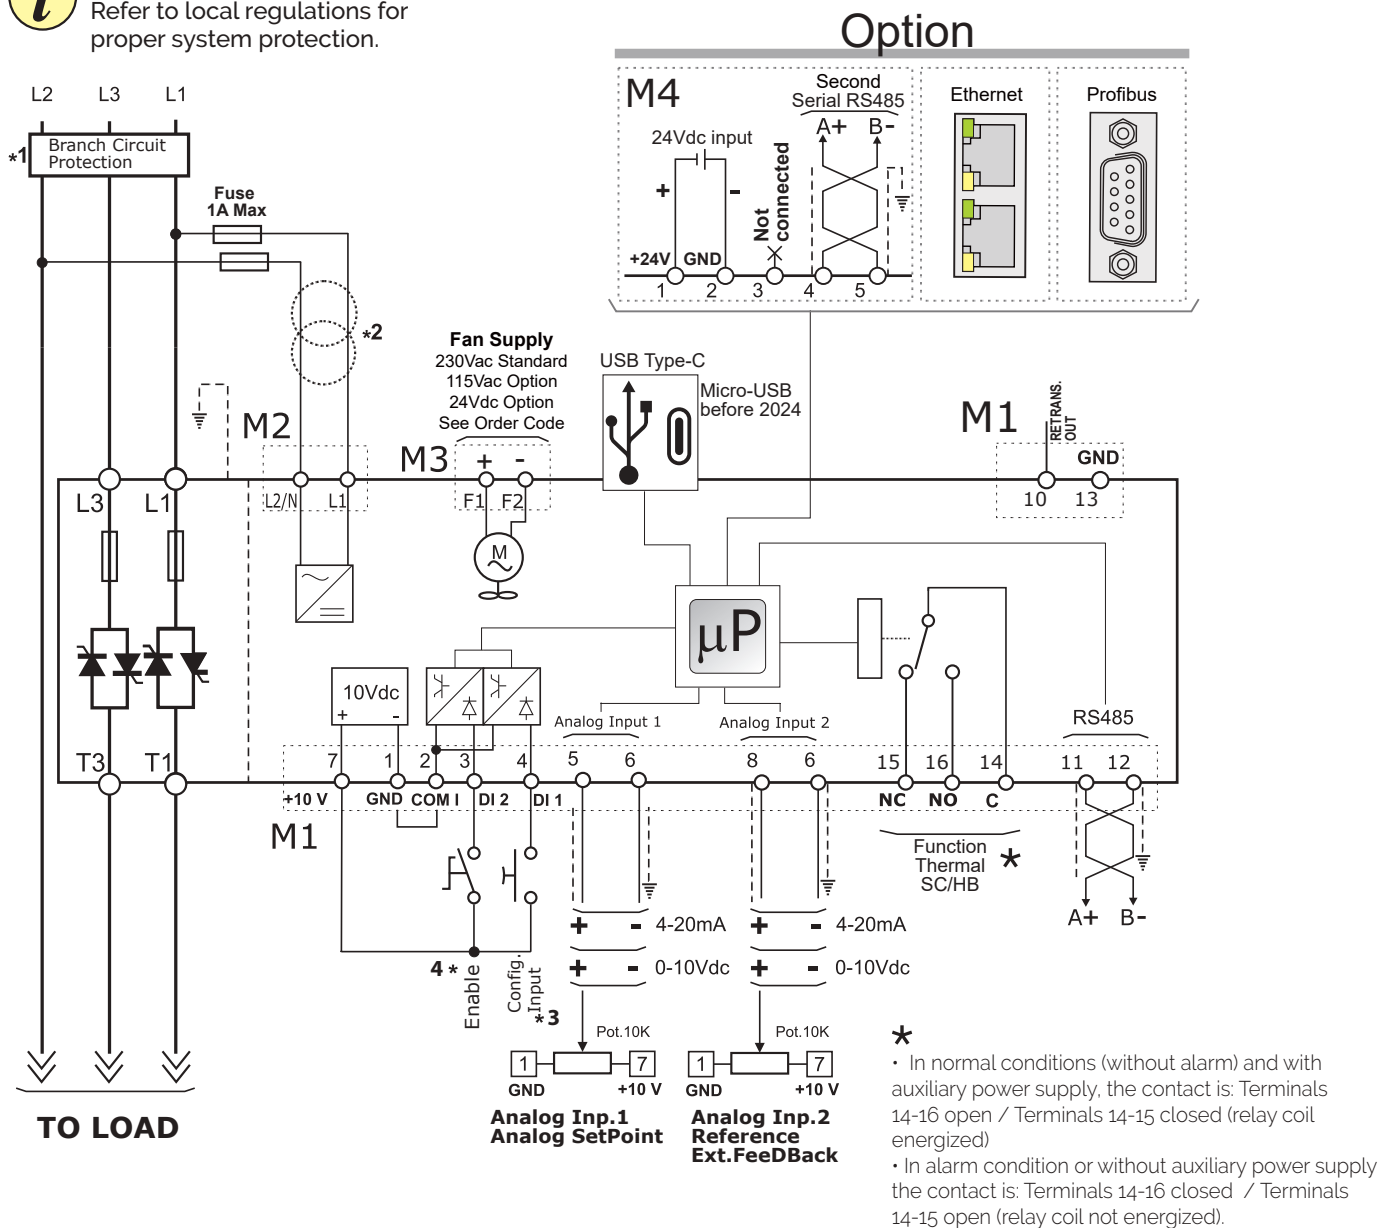 i
Refer to local regulations for
proper system protection.
Option
L2 L3 L1
*1
Branch Circuit
Protection
Fuse
1A Max
*2
M4
24Vdc input
+ -
Second
Serial RS485
A+ B-
Not
connected
+24V GND
1 2 3 4 5
Ethernet
Profibus
Fan Supply
230Vac Standard
115Vac Option
24Vdc Option
See Order Code
USB Type-C
Micro-USB
before 2024
M2
M3
+ -
M1
RETRANS.
OUT
GND
10 13
L3 L1
L2/N L1
F1 F2
M
µP
10Vdc
+ -
Analog Input 1
Analog Input 2
RS485
T3 T1
7 1 2 3 4 5 6 8 6 15 16 14 11 12
+10 V GND COM I DI 2 DI 1
NC NO C
M1
Function
Thermal
SC/HB
*
A+ B-
+ - 4-20mA
+ - 4-20mA
+ - 0-10Vdc
+ - 0-10Vdc
4 *
Enable
Config.
Input
*3
Pot.10K
1 7
GND +10 V
Analog Inp.1
Analog SetPoint
Pot.10K
1 7
GND +10 V
Analog Inp.2
Reference
Ext.FeeDBack
TO LOAD
*
• In normal conditions (without alarm) and with
auxiliary power supply, the contact is: Terminals
14-16 open / Terminals 14-15 closed (relay coil
energized)
• In alarm condition or without auxiliary power supply
the contact is: Terminals 14-16 closed / Terminals
14-15 open (relay coil not energized).